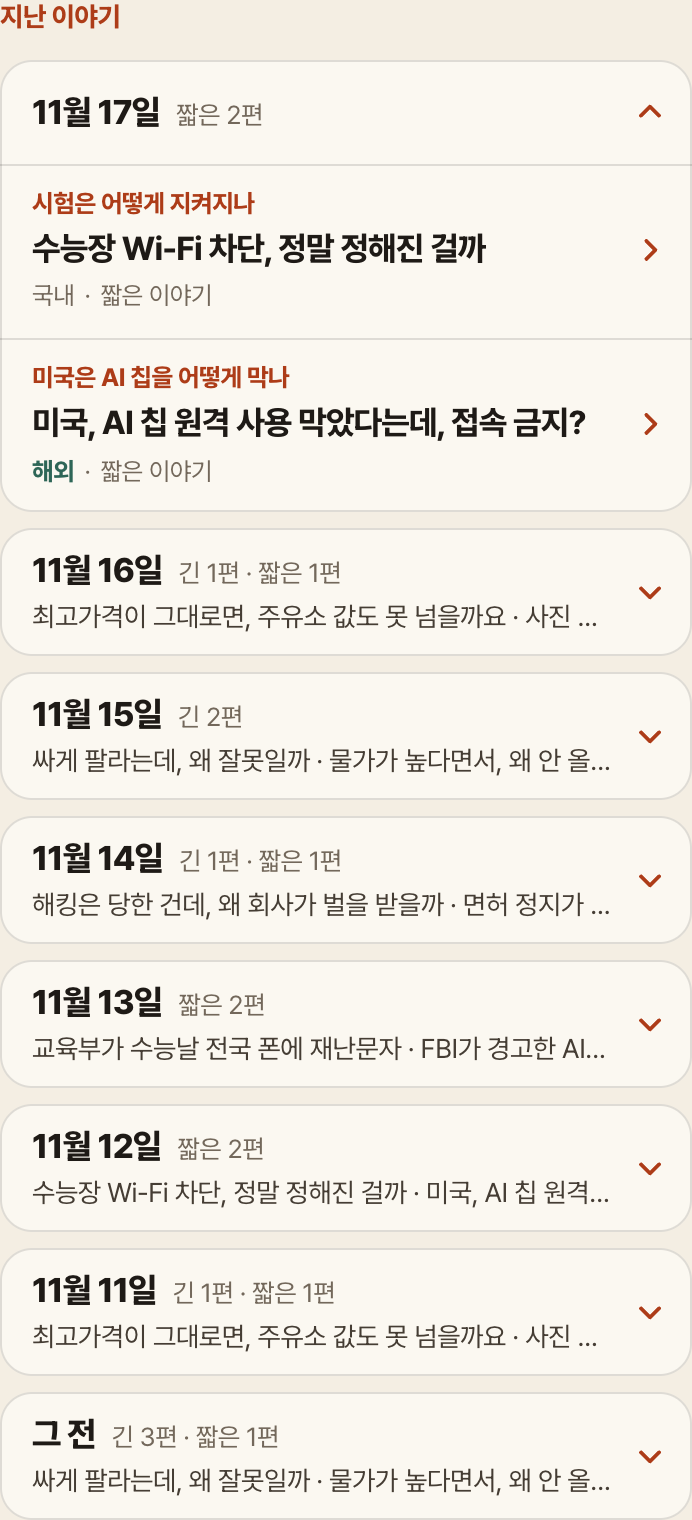 지난 이야기
11월 17일 짧은 2편
시험은 어떻게 지켜지나
수능장 Wi-Fi 차단, 정말 정해진 걸까
국내 · 짧은 이야기
미국은 AI 칩을 어떻게 막나
미국, AI 칩 원격 사용 막았다는데, 접속 금지?
해외 · 짧은 이야기
11월 16일 긴 1편 · 짧은 1편
최고가격이 그대로면, 주유소 값도 못 넘을까요 · 사진 ...
11월 15일 긴 2편
싸게 팔라는데, 왜 잘못일까 · 물가가 높다면서, 왜 안 올...
11월 14일 긴 1편 · 짧은 1편
해킹은 당한 건데, 왜 회사가 벌을 받을까 · 면허 정지가 ...
11월 13일 짧은 2편
교육부가 수능날 전국 폰에 재난문자 · FBI가 경고한 AI...
11월 12일 짧은 2편
수능장 Wi-Fi 차단, 정말 정해진 걸까 · 미국, AI 칩 원격...
11월 11일 긴 1편 · 짧은 1편
최고가격이 그대로면, 주유소 값도 못 넘을까요 · 사진 ...
그 전 긴 3편 · 짧은 1편
싸게 팔라는데, 왜 잘못일까 · 물가가 높다면서, 왜 안 올...